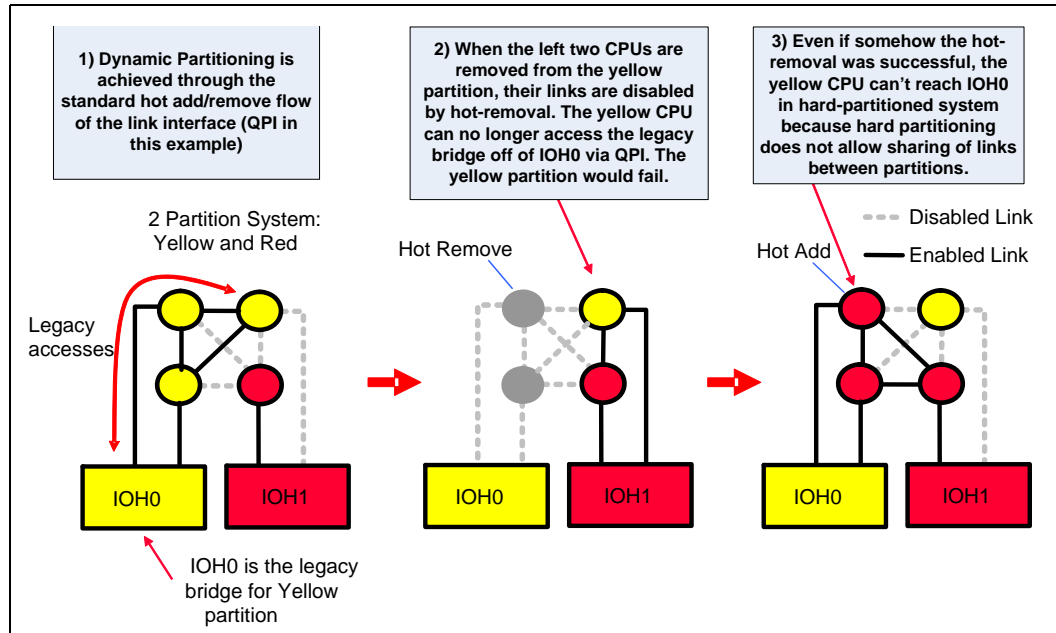 1) Dynamic Partitioning is
achieved through the
standard hot add/remove flow
of the link interface (QPI in
this example)
2) When the left two CPUs are
removed from the yellow
partition, their links are disabled
by hot-removal. The yellow CPU
can no longer access the legacy
bridge off of IOH0 via QPI. The
yellow partition would fail.
3) Even if somehow the hot-
removal was successful, the
yellow CPU can’t reach IOH0
in hard-partitioned system
because hard partitioning
does not allow sharing of links
between partitions.
2 Partition System:
Yellow and Red
Disabled Link
Enabled Link
Hot Remove
Hot Add
Legacy
accesses
IOH0
IOH1
IOH0
IOH1
IOH0
IOH1
IOH0 is the legacy
bridge for Yellow
partition